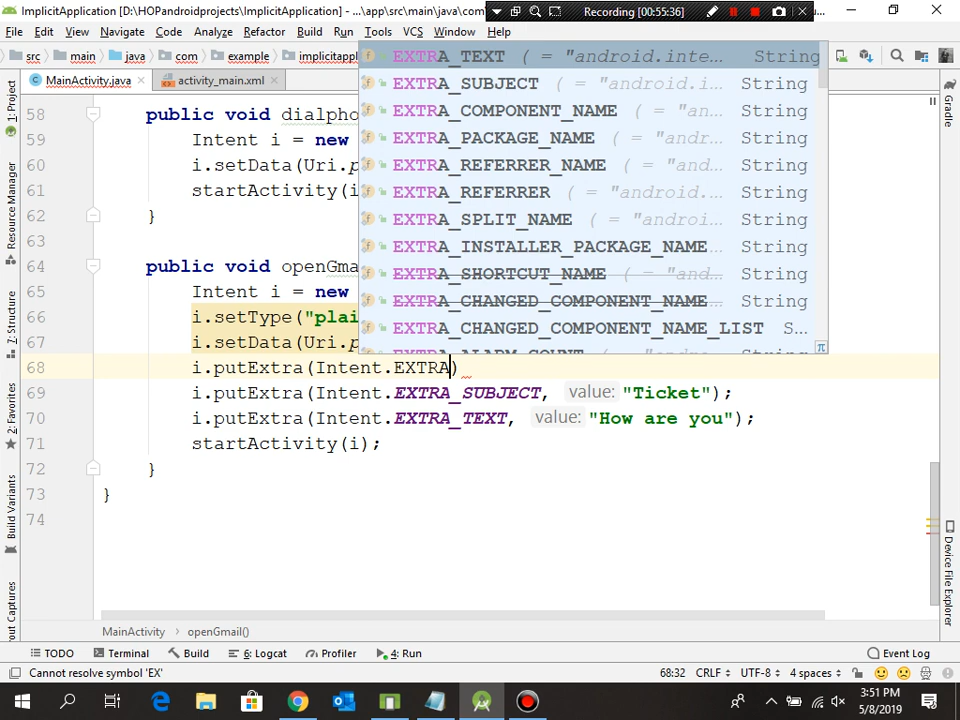 ImplicitApplication [D:\HOPandroidprojects\ImplicitApplication] - ...\app\src\main\java\com
Recording [00:55:36]
File Edit View Navigate Code Analyze Refactor Build Run Tools VCS Window Help
src main java com example implicitappl
MainActivity.java activity_main.xml
EXTRA_TEXT ( = "android.inte... String
EXTRA_SUBJECT ( = "android.i... String
EXTRA_COMPONENT_NAME ( = "an... String
EXTRA_PACKAGE_NAME ( = "andr... String
EXTRA_REFERRER_NAME ( = "and... String
EXTRA_REFERRER ( = "android.... String
EXTRA_SPLIT_NAME ( = "androi... String
EXTRA_INSTALLER_PACKAGE_NAME String
EXTRA_SHORTCUT_NAME ( = "and... String
EXTRA_CHANGED_COMPONENT_NAME... String
EXTRA_CHANGED_COMPONENT_NAME_LIST S...
EXTRA_ALARM_COUNT
58 public void dialpho
59 Intent i = new
60 i.setData(Uri.p
61 startActivity(i
62 }
63
64 public void openGma
65 Intent i = new
66 i.setType("plai
67 i.setData(Uri.p
68 i.putExtra(Intent.EXTRA)
69 i.putExtra(Intent.EXTRA_SUBJECT, value: "Ticket");
70 i.putExtra(Intent.EXTRA_TEXT, value: "How are you");
71 startActivity(i);
72 }
73 }
74
1: Project
Resource Manager
7: Structure
2: Favorites
Build Variants
out Captures
Gradle
Device File Explorer
MainActivity openGmail()
TODO Terminal Build 6: Logcat Profiler 4: Run Event Log
Cannot resolve symbol 'EX' 68:32 CRLF UTF-8 4 spaces
3:51 PM
5/8/2019